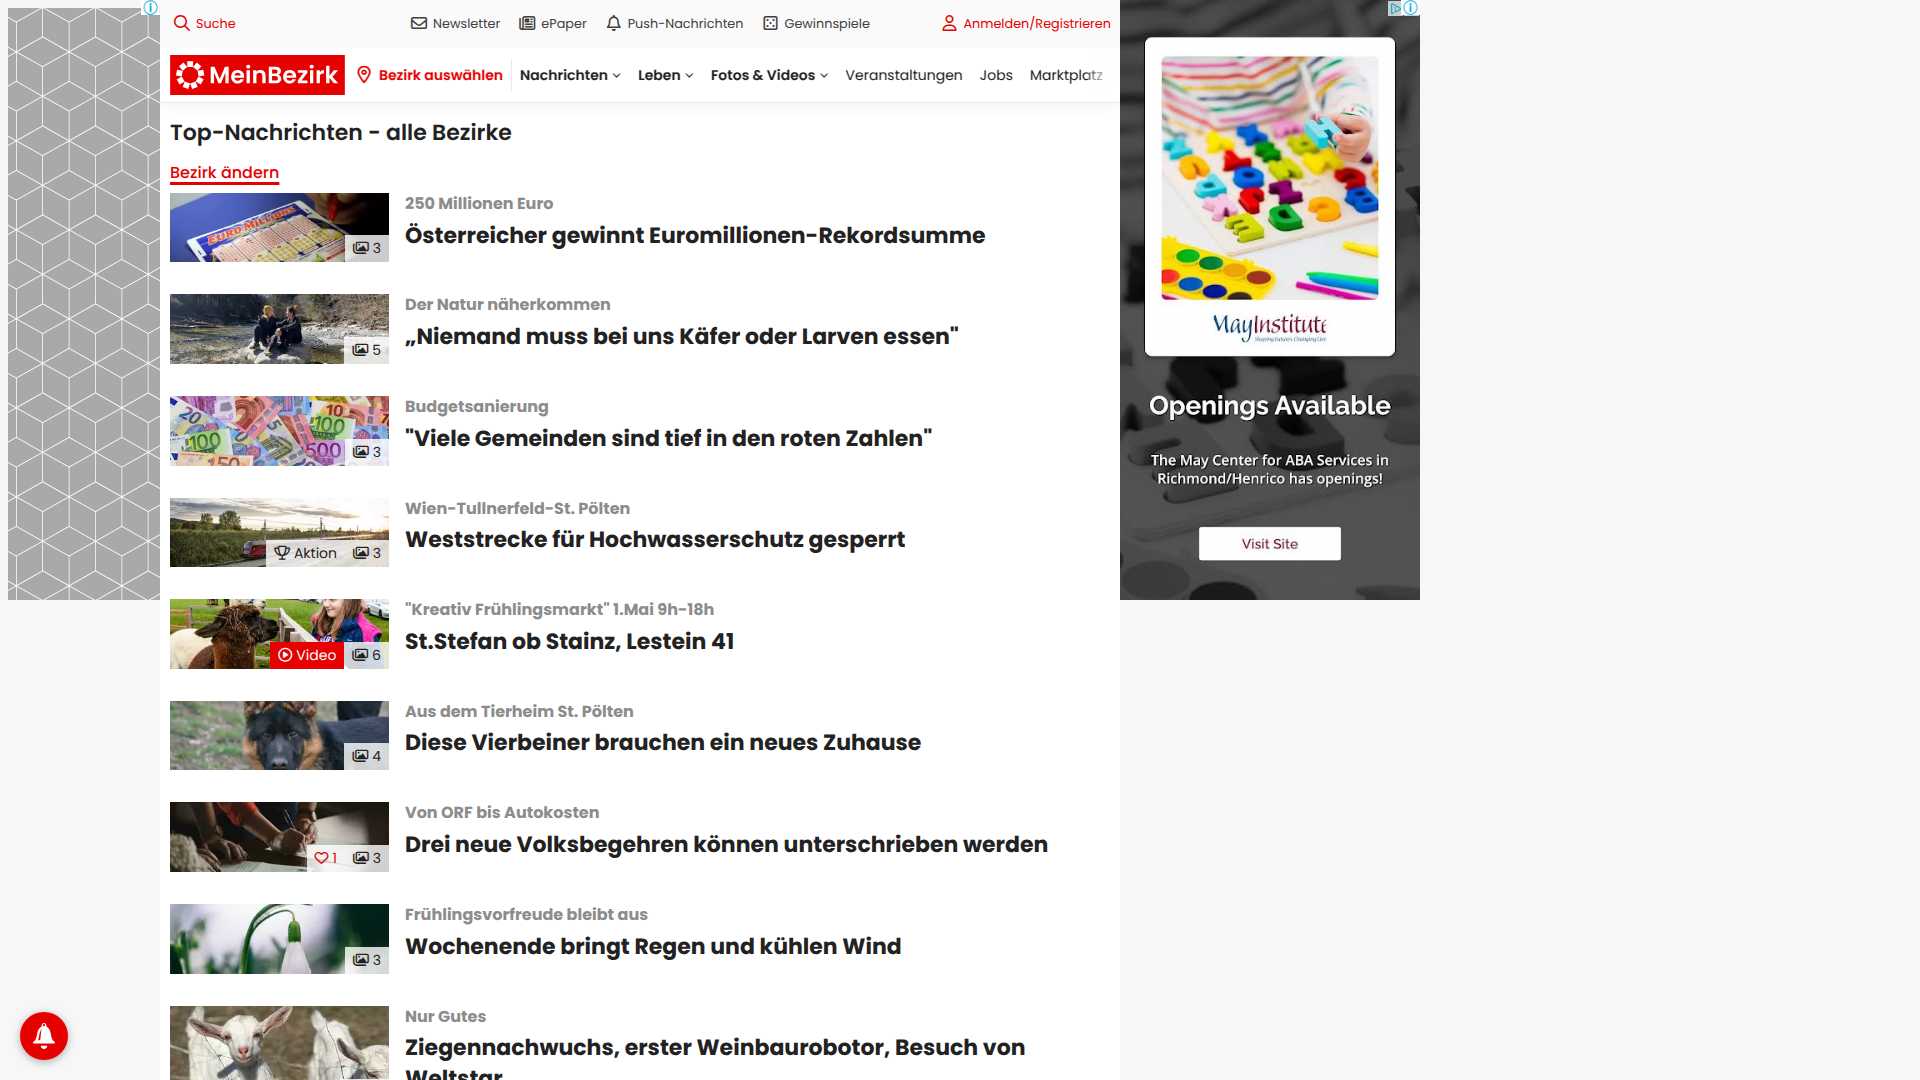 Suche
Newsletter
ePaper
Push-Nachrichten
Gewinnspiele
Anmelden/Registrieren
MeinBezirk
Bezirk auswählen
Nachrichten
Leben
Fotos & Videos
Veranstaltungen
Jobs
Marktplatz
Top-Nachrichten - alle Bezirke
Bezirk ändern
EURO MILLIONS
3
250 Millionen Euro
Österreicher gewinnt Euromillionen-Rekordsumme
5
Der Natur näherkommen
„Niemand muss bei uns Käfer oder Larven essen"
3
Budgetsanierung
"Viele Gemeinden sind tief in den roten Zahlen"
Aktion
3
Wien-Tullnerfeld-St. Pölten
Weststrecke für Hochwasserschutz gesperrt
Video
6
"Kreativ Frühlingsmarkt" 1.Mai 9h-18h
St.Stefan ob Stainz, Lestein 41
4
Aus dem Tierheim St. Pölten
Diese Vierbeiner brauchen ein neues Zuhause
1
3
Von ORF bis Autokosten
Drei neue Volksbegehren können unterschrieben werden
3
Frühlingsvorfreude bleibt aus
Wochenende bringt Regen und kühlen Wind
Nur Gutes
Ziegennachwuchs, erster Weinbaurobotor, Besuch von
Weltstar
May Institute
Openings Available
The May Center for ABA Services in
Richmond/Henrico has openings!
Visit Site